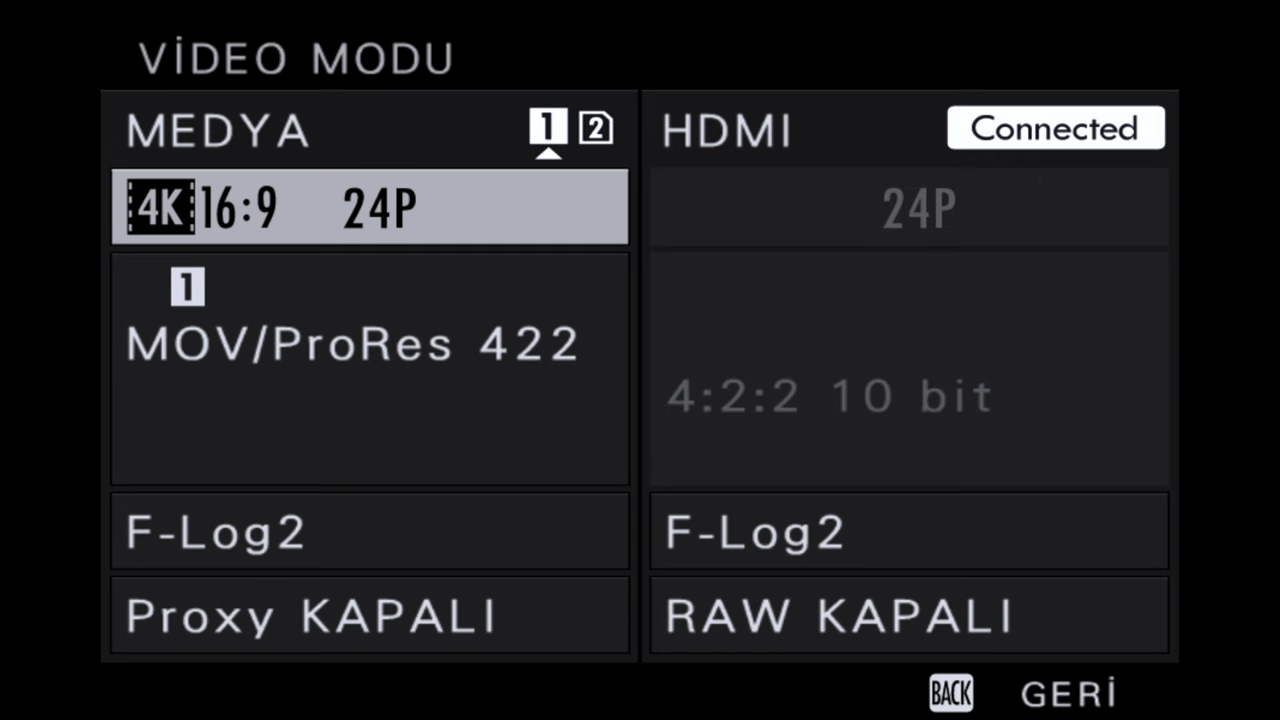 VİDEO MODU
MEDYA 1 2
4K 16:9 24P
1
MOV/ProRes 422
F-Log2
Proxy KAPALI
HDMI Connected
24P
4:2:2 10 bit
F-Log2
RAW KAPALI
BACK GERİ